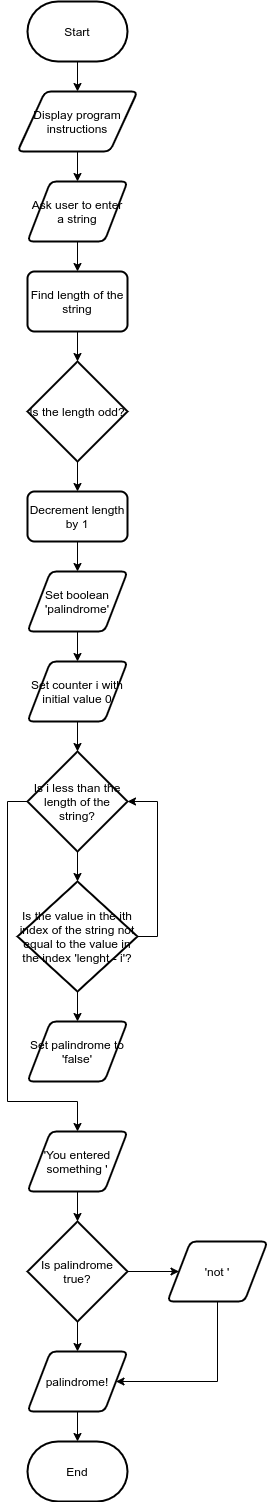 Start
Display program
instructions
Ask user to enter
a string
Find length of the
string
Is the length odd?
Decrement length
by 1
Set boolean
'palindrome'
Set counter i with
initial value 0
Is i less than the
length of the
string?
Is the value in the ith
index of the string not
equal to the value in
the index 'lenght - i'?
Set palindrome to
'false'
'You entered
something '
Is palindrome
true?
'not '
palindrome!
End